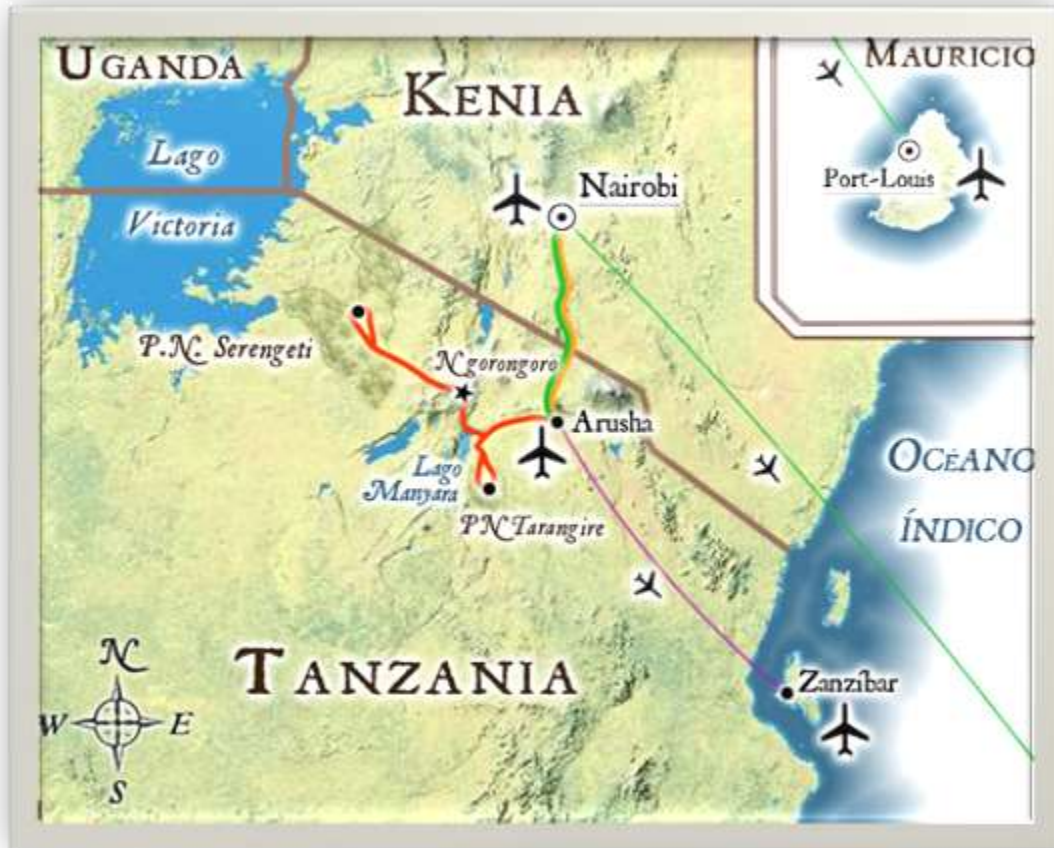 UGANDA
KENIA
MAURICIO
Lago
Victoria
Nairobi
Port-Louis
P.N. Serengeti
Ngorongoro
Arusha
Lago
Manyara
PN Tarangire
OCÉANO
ÍNDICO
TANZANIA
Zanzíbar
N
W
E
S